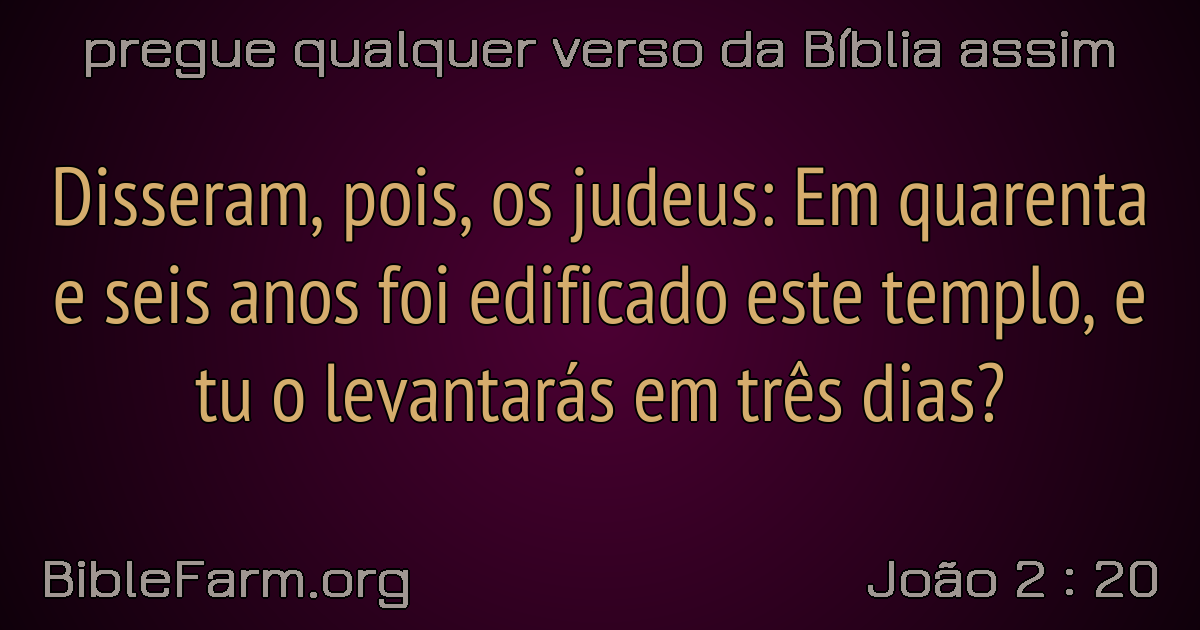 pregue qualquer verso da Bíblia assim
Disseram, pois, os judeus: Em quarenta
e seis anos foi edificado este templo, e
tu o levantarás em três dias?
BibleFarm.org
João 2 : 20